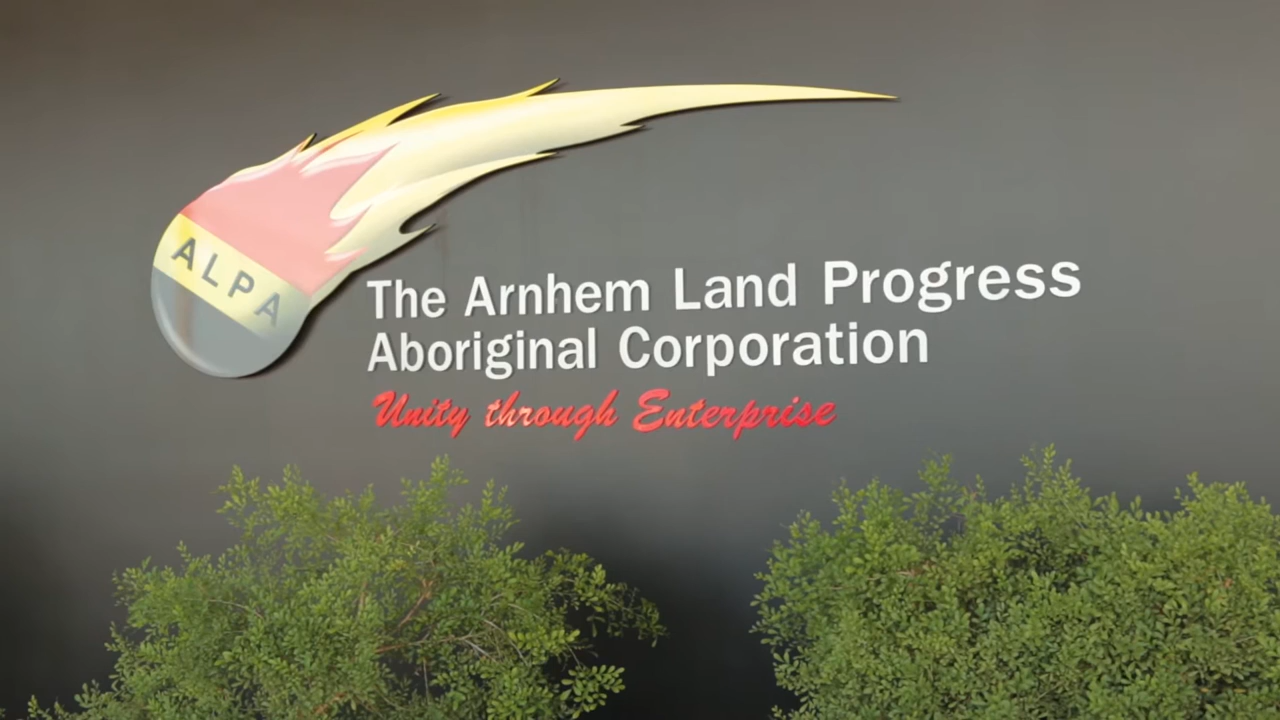 ALPA
The Arnhem Land Progress
Aboriginal Corporation
Unity through Enterprise